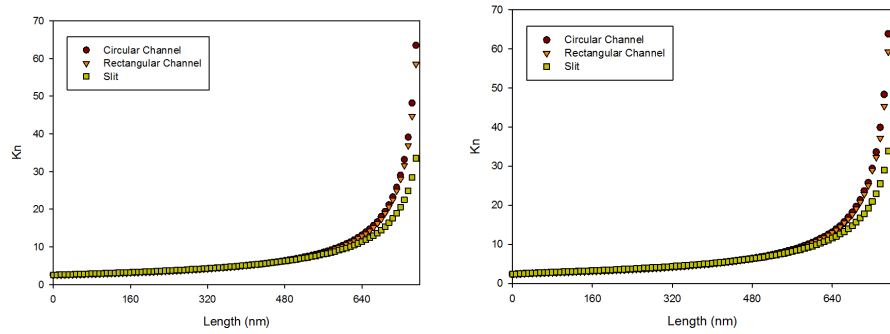 70
60
50
40
30
20
10
0
Kn
Circular Channel
Rectangular Channel
Slit
0 160 320 480 640
Length (nm)
70
60
50
40
30
20
10
0
Kn
Circular Channel
Rectangular Channel
Slit
0 160 320 480 640
Length (nm)